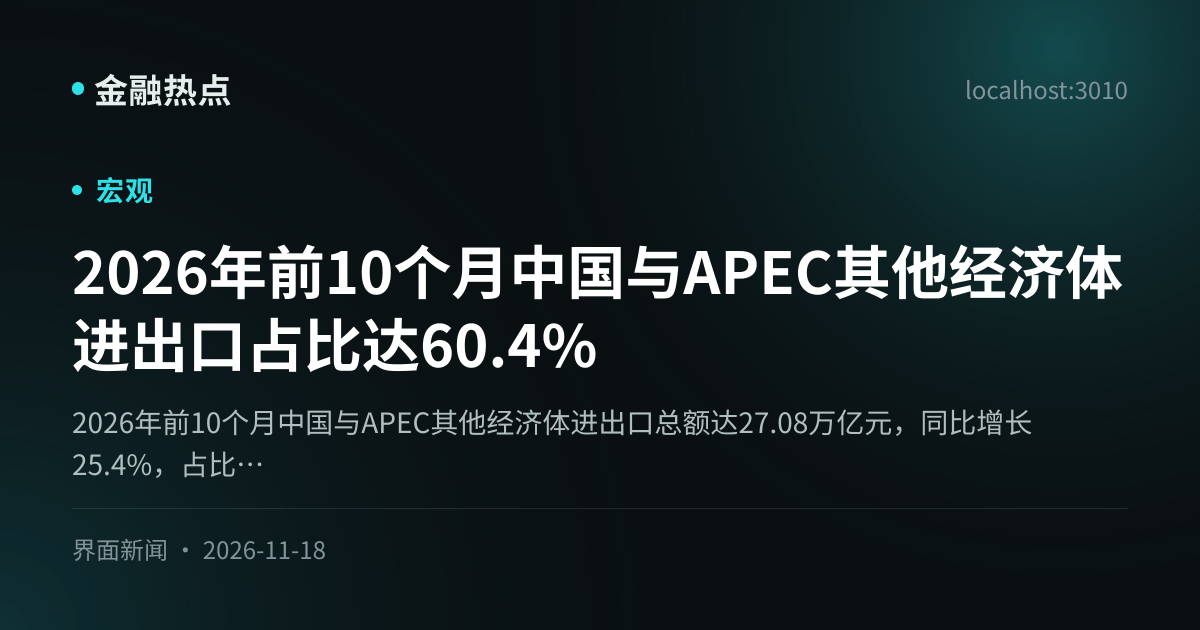 金融热点
localhost:3010
宏观
2026年前10个月中国与APEC其他经济体
进出口占比达60.4%
2026年前10个月中国与APEC其他经济体进出口总额达27.08万亿元，同比增长
25.4%，占比…
界面新闻 • 2026-11-18